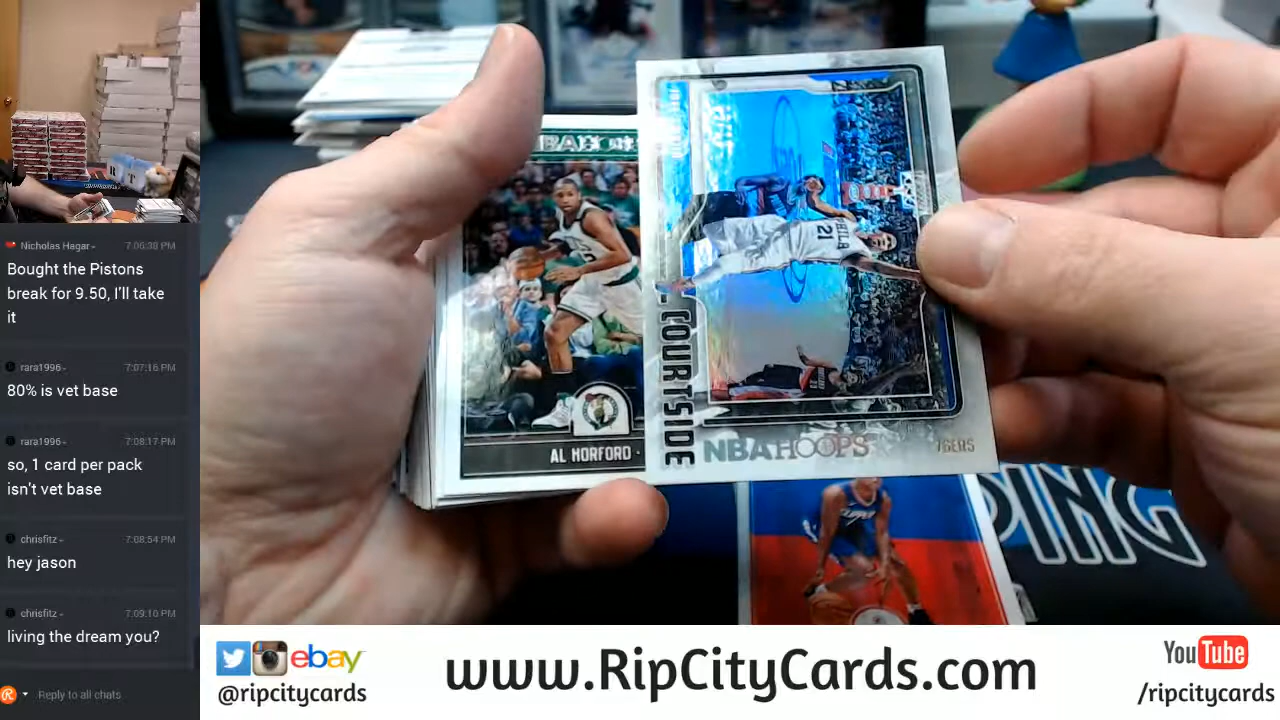 Nicholas Hagar 7:06:38 PM
Bought the Pistons
break for 9.50, I'll take
it
rara1996 7:07:16 PM
80% is vet base
rara1996 7:08:17 PM
so, 1 card per pack
isn't vet base
chrisfitz 7:08:54 PM
hey jason
chrisfitz 7:09:10 PM
living the dream you?
Reply to all chats
AL HORFORD
COURTSIDE
NBA HOOPS
76ERS
PHILA
21
DING
ebay
@ripcitycards
www.RipCityCards.com
YouTube
/ripcitycards